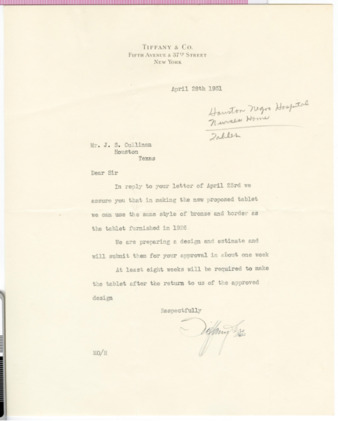 TIFFANY & CO.
FIFTH AVENUE & 37TH STREET
NEW YORK
April 28th 1931
Houston Negro Hospital
Nurses Home
Tablet
Mr. J. S. Cullinan
Houston
Texas
Dear Sir
In reply to your letter of April 23rd we
assure you that in making the new proposed tablet
we can use the same style of bronze and border as
the tablet furnished in 1926
We are preparing a design and estimate and
will submit them for your approval in about one week
At least eight weeks will be required to make
the tablet after the return to us of the approved
design
Respectfully
Tiffany & Co.